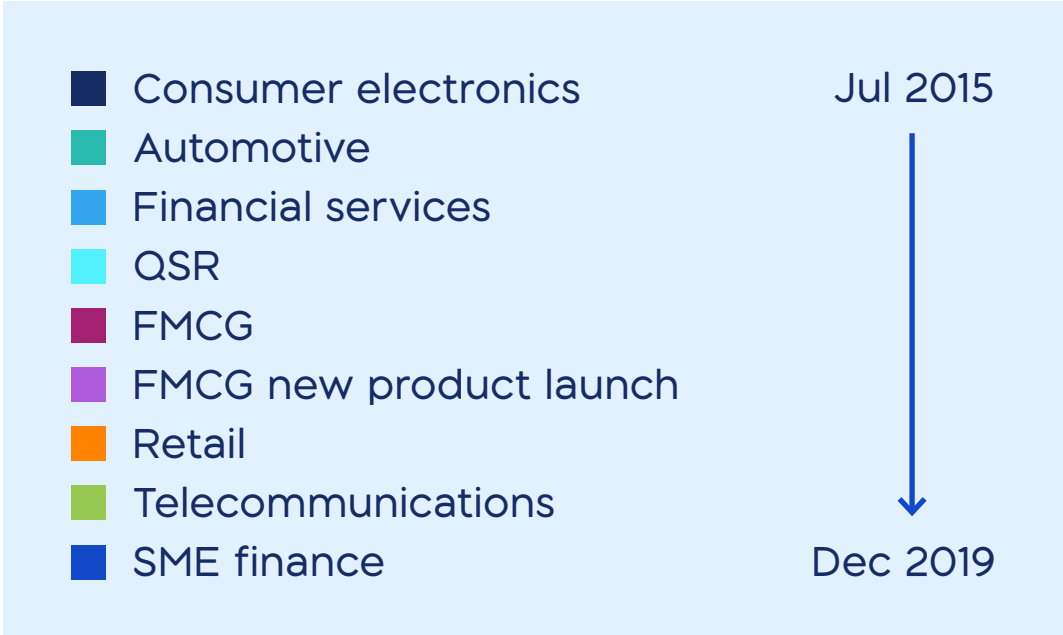 Consumer electronics
Automotive
Financial services
QSR
FMCG
FMCG new product launch
Retail
Telecommunications
SME finance
Jul 2015
Dec 2019